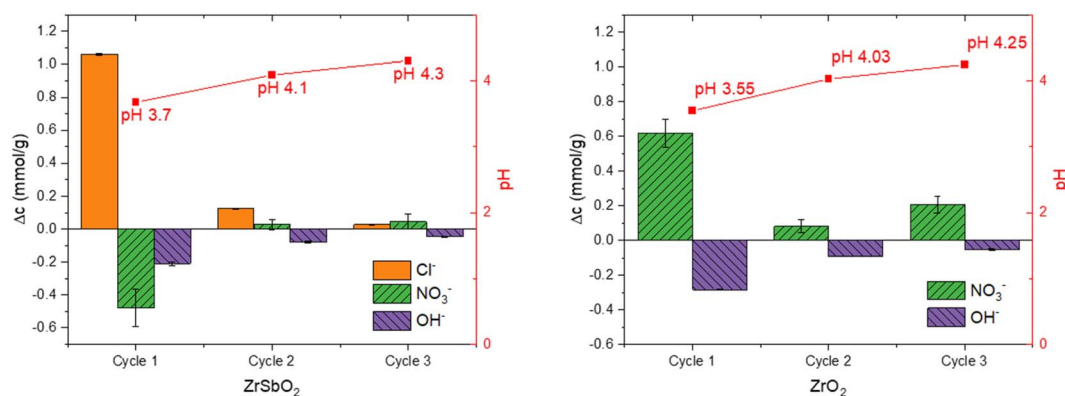 1.2
1.0
0.8
0.6
0.4
0.2
0.0
-0.2
-0.4
-0.6
Δc (mmol/g)
pH 3.7
pH 4.1
pH 4.3
Cl⁻
NO₃⁻
OH⁻
4
2
0
pH
Cycle 1 Cycle 2 Cycle 3
ZrSbO₂
1.2
1.0
0.8
0.6
0.4
0.2
0.0
-0.2
-0.4
-0.6
Δc (mmol/g)
pH 3.55
pH 4.03
pH 4.25
NO₃⁻
OH⁻
4
2
0
pH
Cycle 1 Cycle 2 Cycle 3
ZrO₂